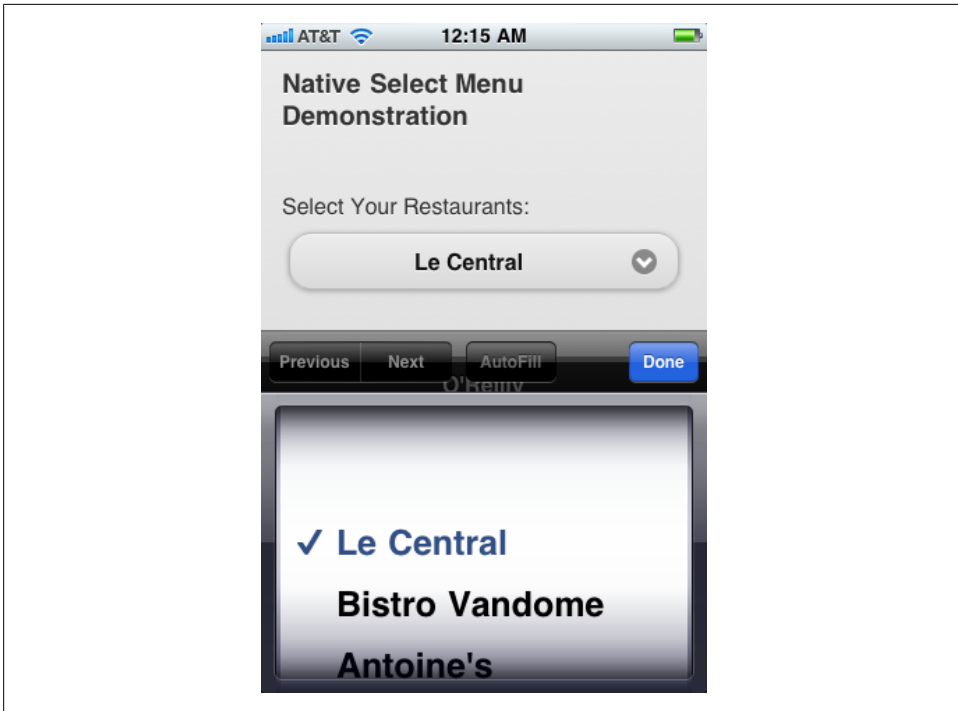 AT&T 12:15 AM
Native Select Menu
Demonstration
Select Your Restaurants:
Le Central
Previous Next AutoFill Done
O'Reilly
✓ Le Central
Bistro Vandome
Antoine's